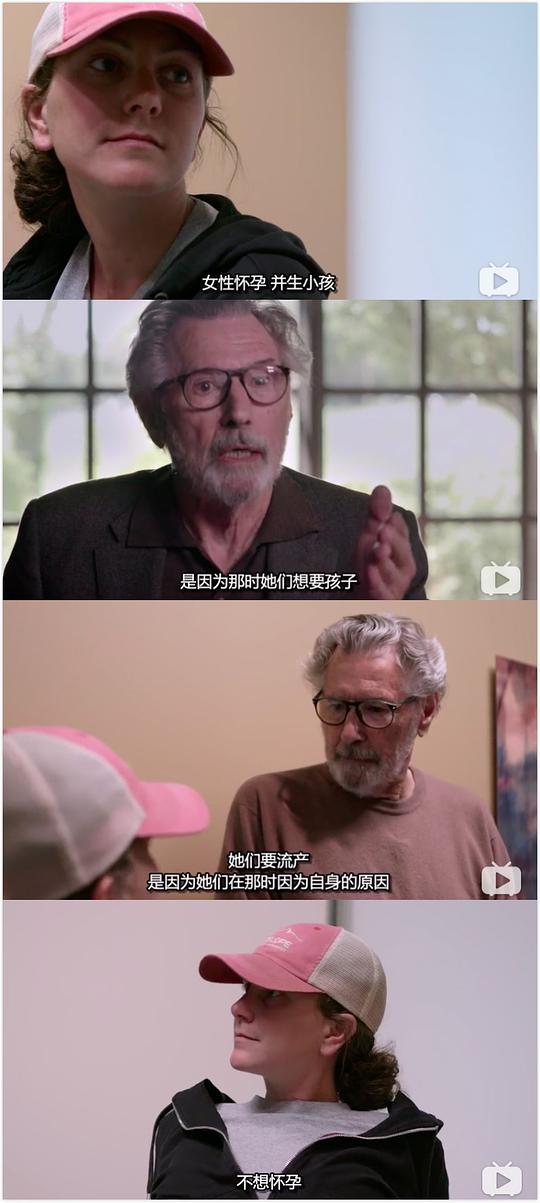 女性怀孕 并生小孩
是因为那时她们想要孩子
她们要流产
是因为她们在那时因为自身的原因
不想怀孕